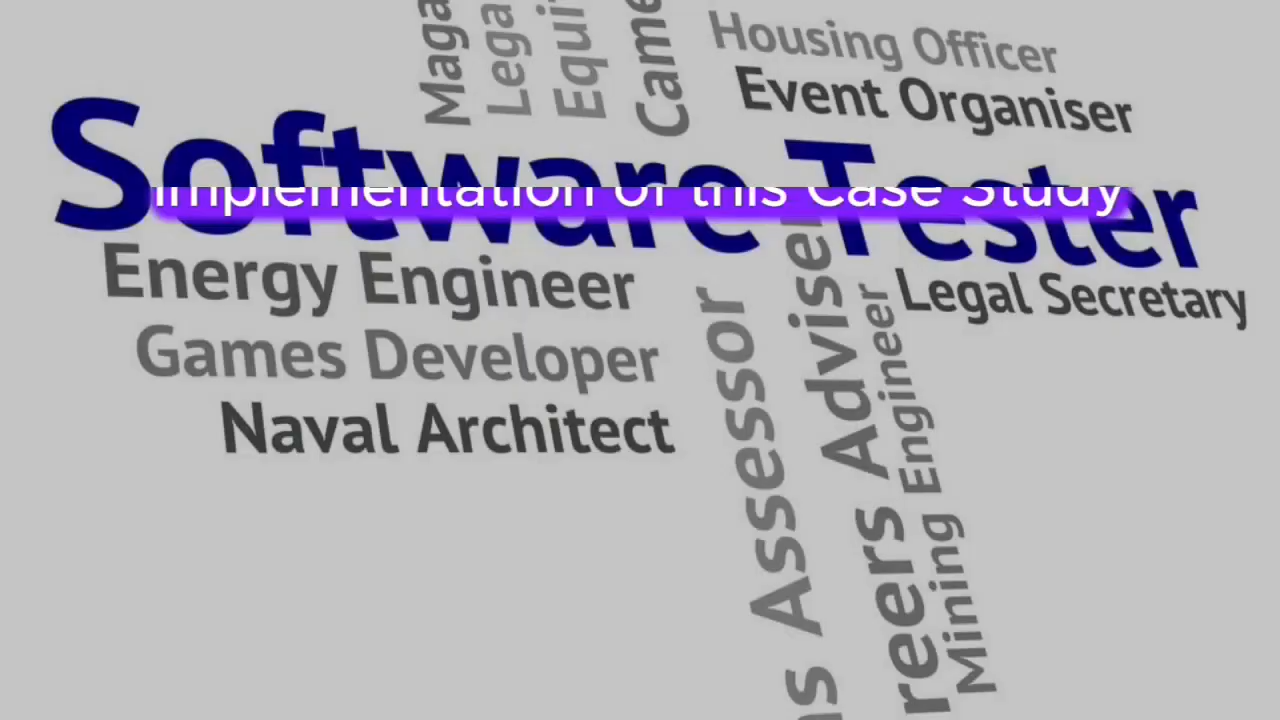 Housing Officer
Event Organiser
Software Tester
Implementation of this Case Study
Energy Engineer
Legal Secretary
Games Developer
Naval Architect
Assessor
Adviser
Mining Engineer